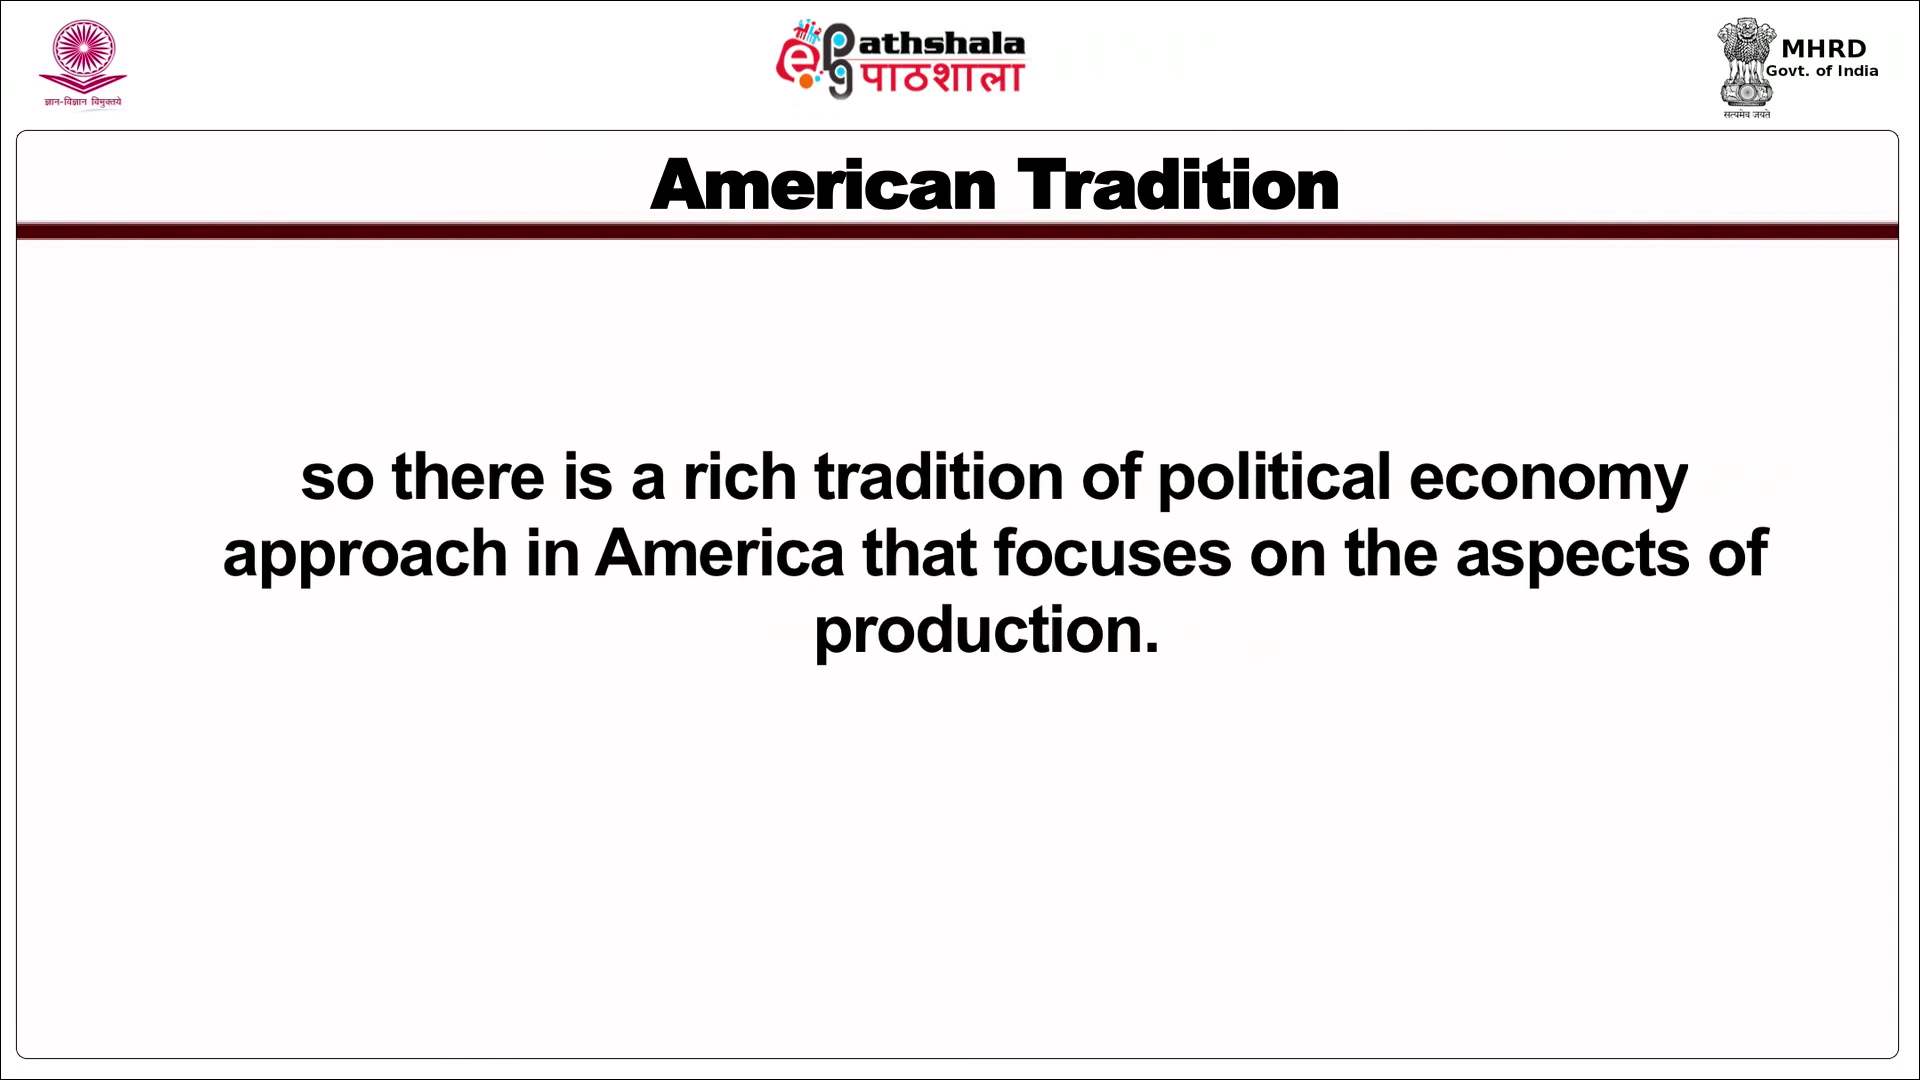 ज्ञान-विज्ञान विमुक्तये
epg athshala
पाठशाला
MHRD
Govt. of India
सत्यमेव जयते
American Tradition
so there is a rich tradition of political economy
approach in America that focuses on the aspects of
production.